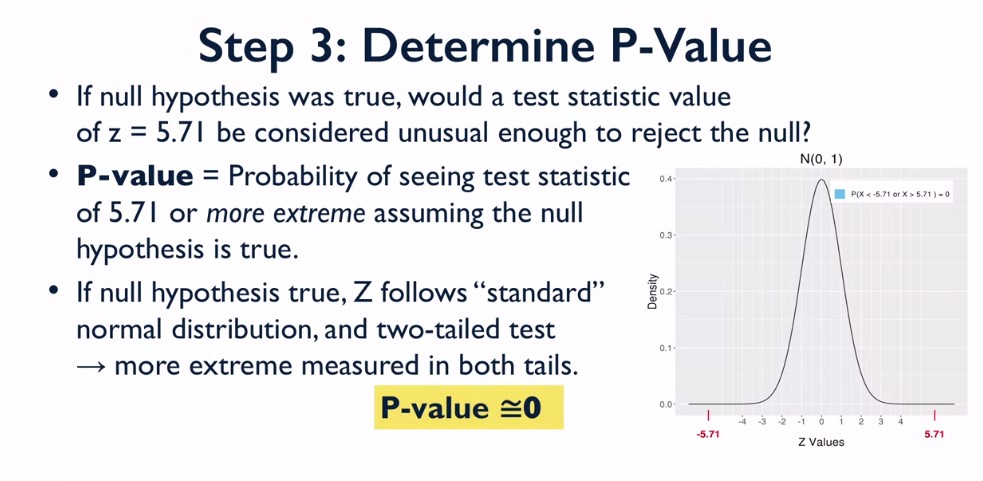 Step 3: Determine P-Value
• If null hypothesis was true, would a test statistic value
of z = 5.71 be considered unusual enough to reject the null?
• P-value = Probability of seeing test statistic
of 5.71 or more extreme assuming the null
hypothesis is true.
• If null hypothesis true, Z follows “standard”
normal distribution, and two-tailed test
→ more extreme measured in both tails.
P-value ≅0
N(0, 1)
P(X < -5.71 or X > 5.71 ) = 0
Density
0.4
0.3
0.2
0.1
0.0
-4 -3 -2 -1 0 1 2 3 4
-5.71 5.71
Z Values